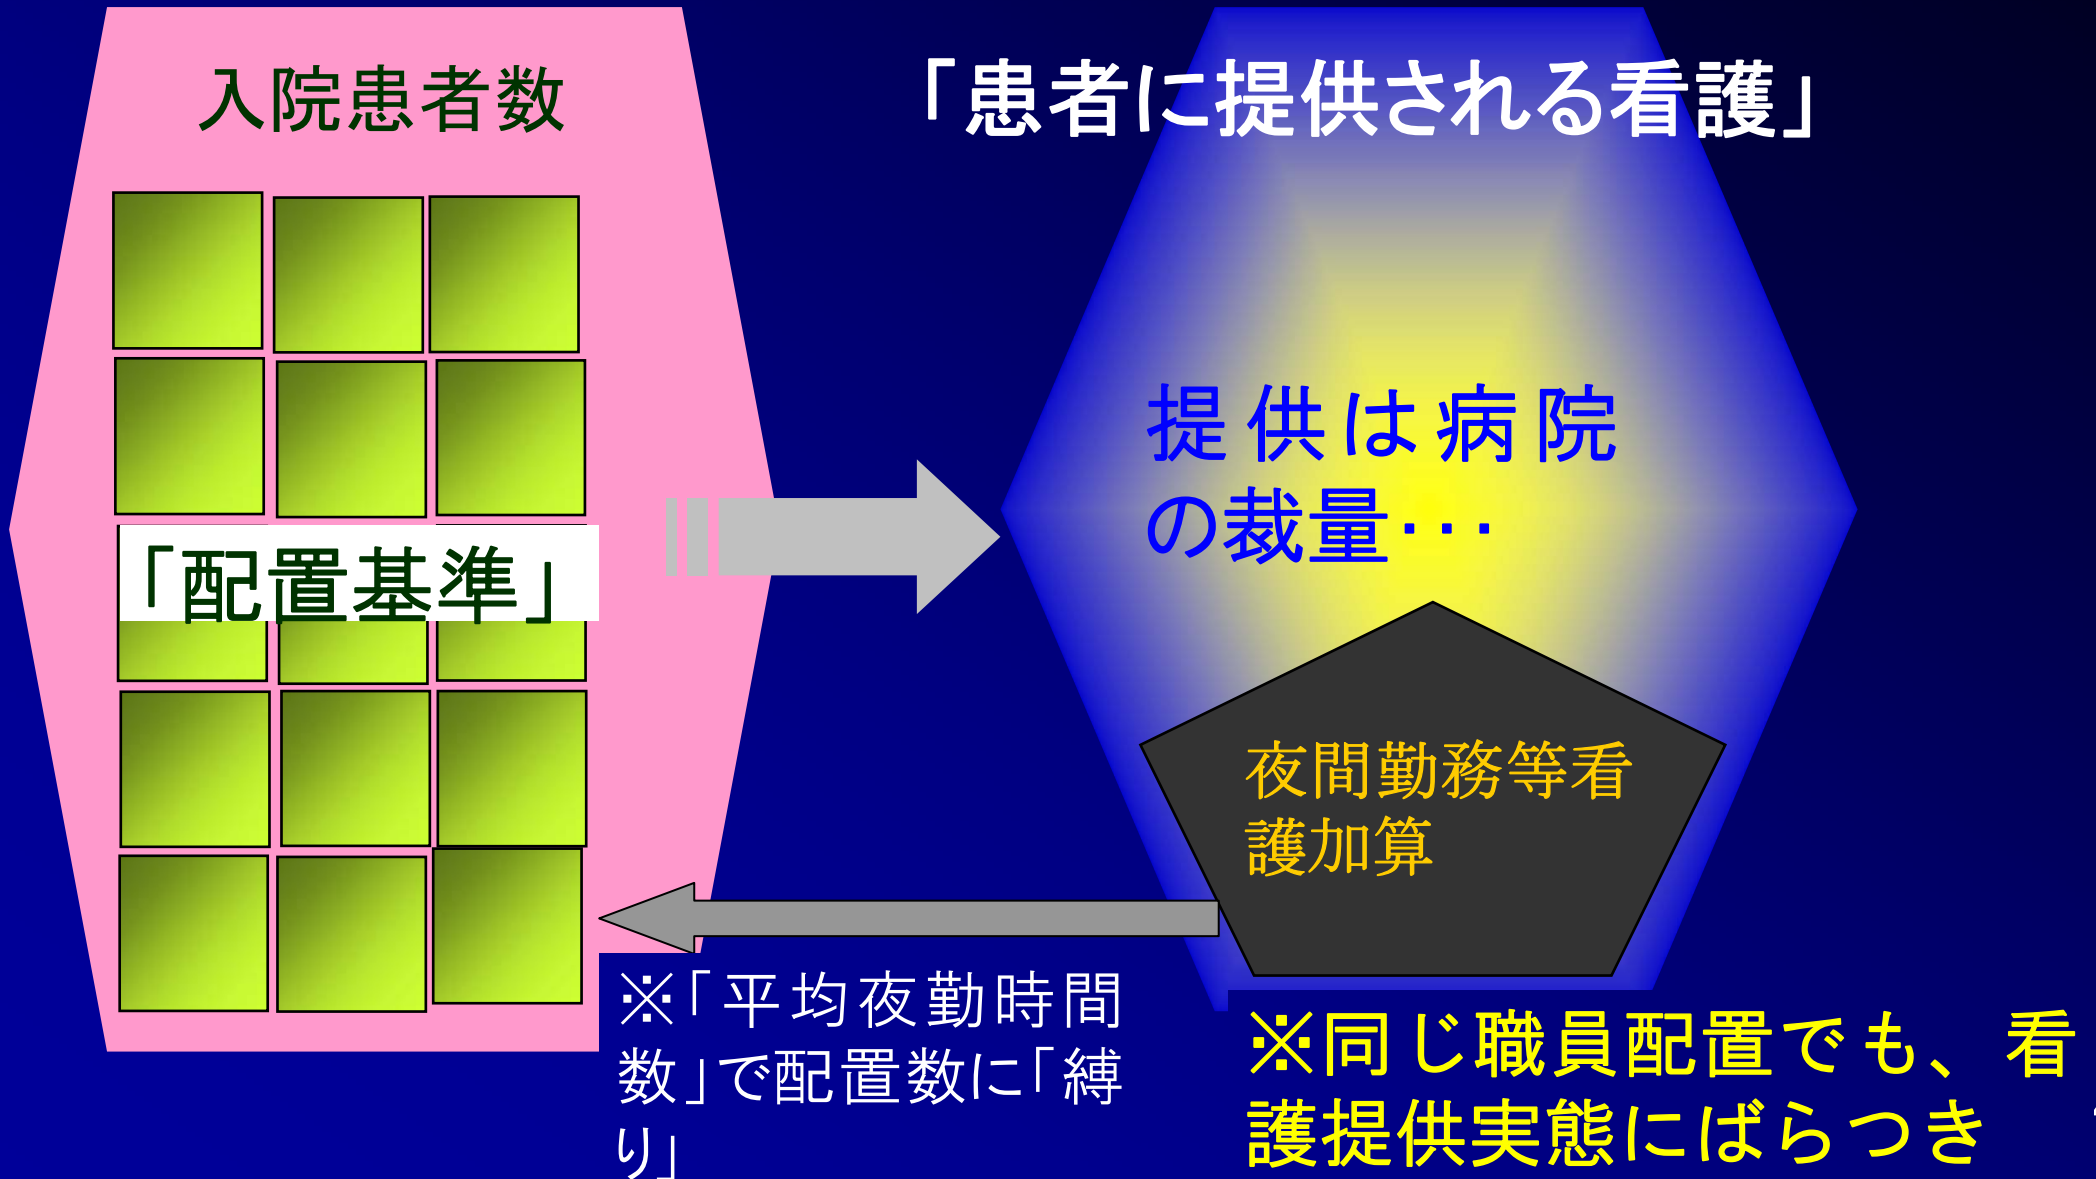 入院患者数
「配置基準」
「患者に提供される看護」
提供は病院
の裁量・・・
夜間勤務等看
護加算
※「平均夜勤時間
数」で配置数に「縛
り」
※同じ職員配置でも、看
護提供実態にばらつき